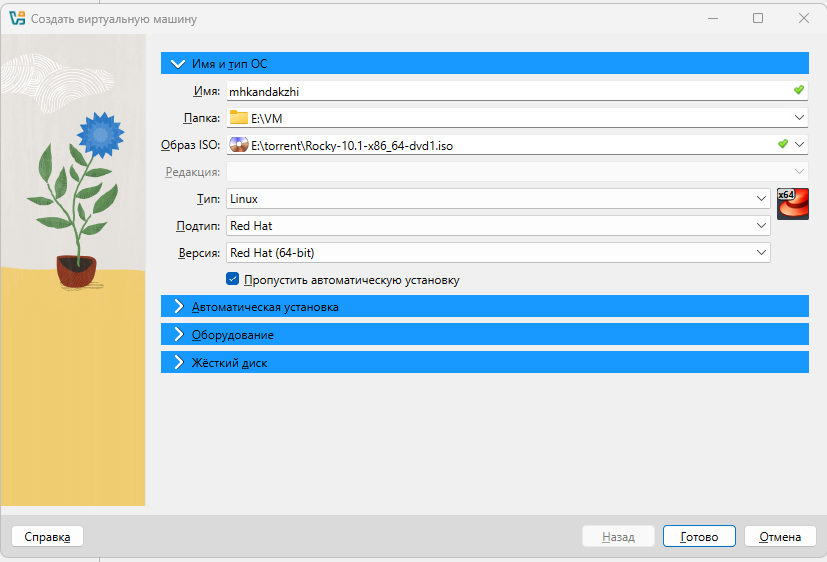 Создать виртуальную машину
Имя и тип ОС
Имя: mhkandakzhi
Папка: E:\VM
Образ ISO: E:\torrent\Rocky-10.1-x86_64-dvd1.iso
Редакция:
Тип: Linux
x64
Подтип: Red Hat
Версия: Red Hat (64-bit)
Пропустить автоматическую установку
Автоматическая установка
Оборудование
Жёсткий диск
Справка Назад Готово Отмена